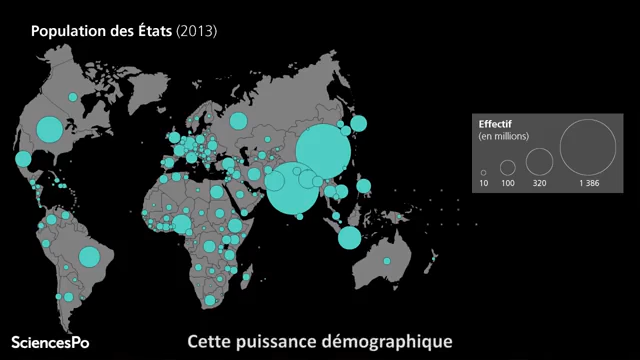 Population des États (2013)
Effectif
(en millions)
10 100 320 1 386
SciencesPo
Cette puissance démographique